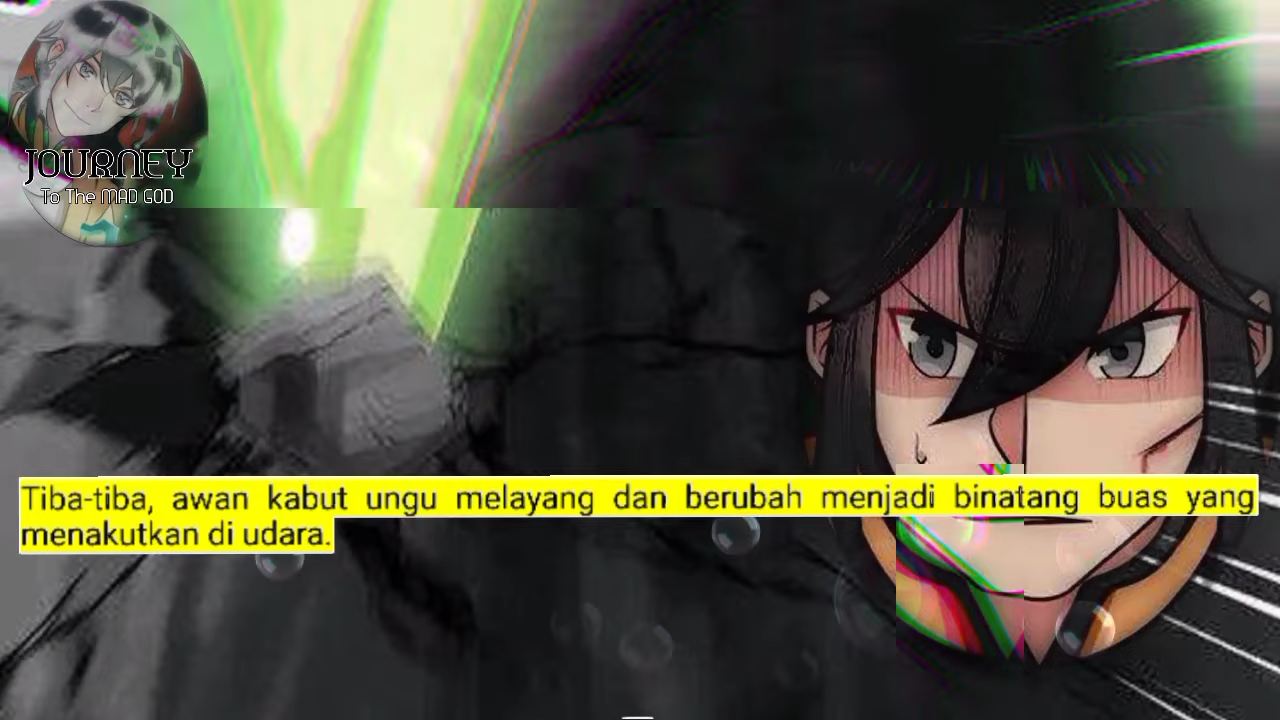 JOURNEY
To The MAD GOD
Tiba-tiba, awan kabut ungu melayang dan berubah menjadi binatang buas yang
menakutkan di udara.